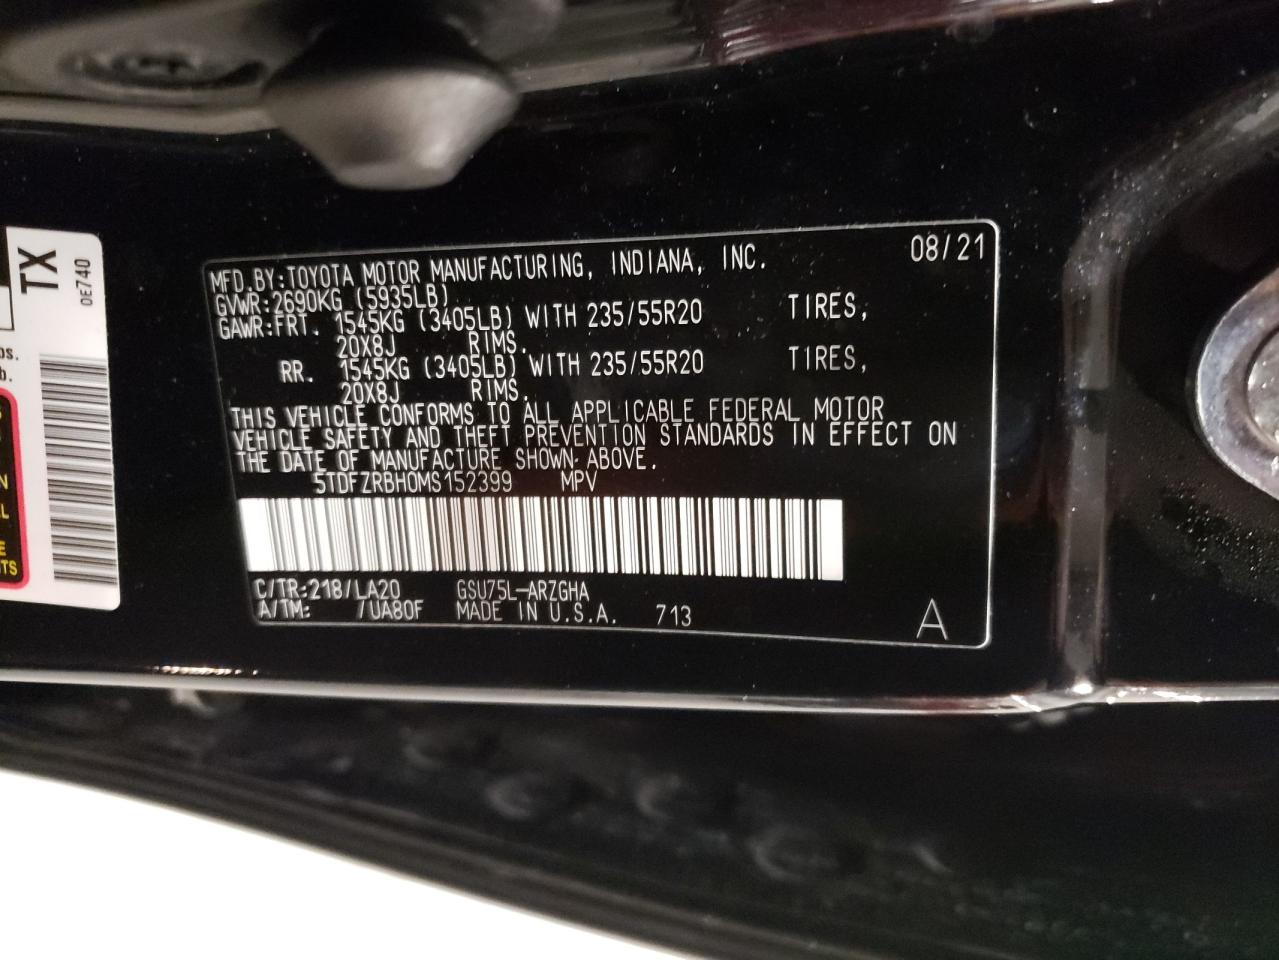 TX
0E740
os.
b.
N
L
E
TS
08/21
MFD.BY:TOYOTA MOTOR MANUFACTURING, INDIANA, INC.
GVWR:2690KG (5935LB)
GAWR:FRT. 1545KG (3405LB) WITH 235/55R20 TIRES,
20X8J RIMS.
RR. 1545KG (3405LB) WITH 235/55R20 TIRES,
20X8J RIMS.
THIS VEHICLE CONFORMS TO ALL APPLICABLE FEDERAL MOTOR
VEHICLE SAFETY AND THEFT PREVENTION STANDARDS IN EFFECT ON
THE DATE OF MANUFACTURE SHOWN ABOVE.
5TDFZRBH0MS152399 MPV
C/TR:218/LA20 GSU75L-ARZGHA
A/TM: /UA80F MADE IN U.S.A. 713
A